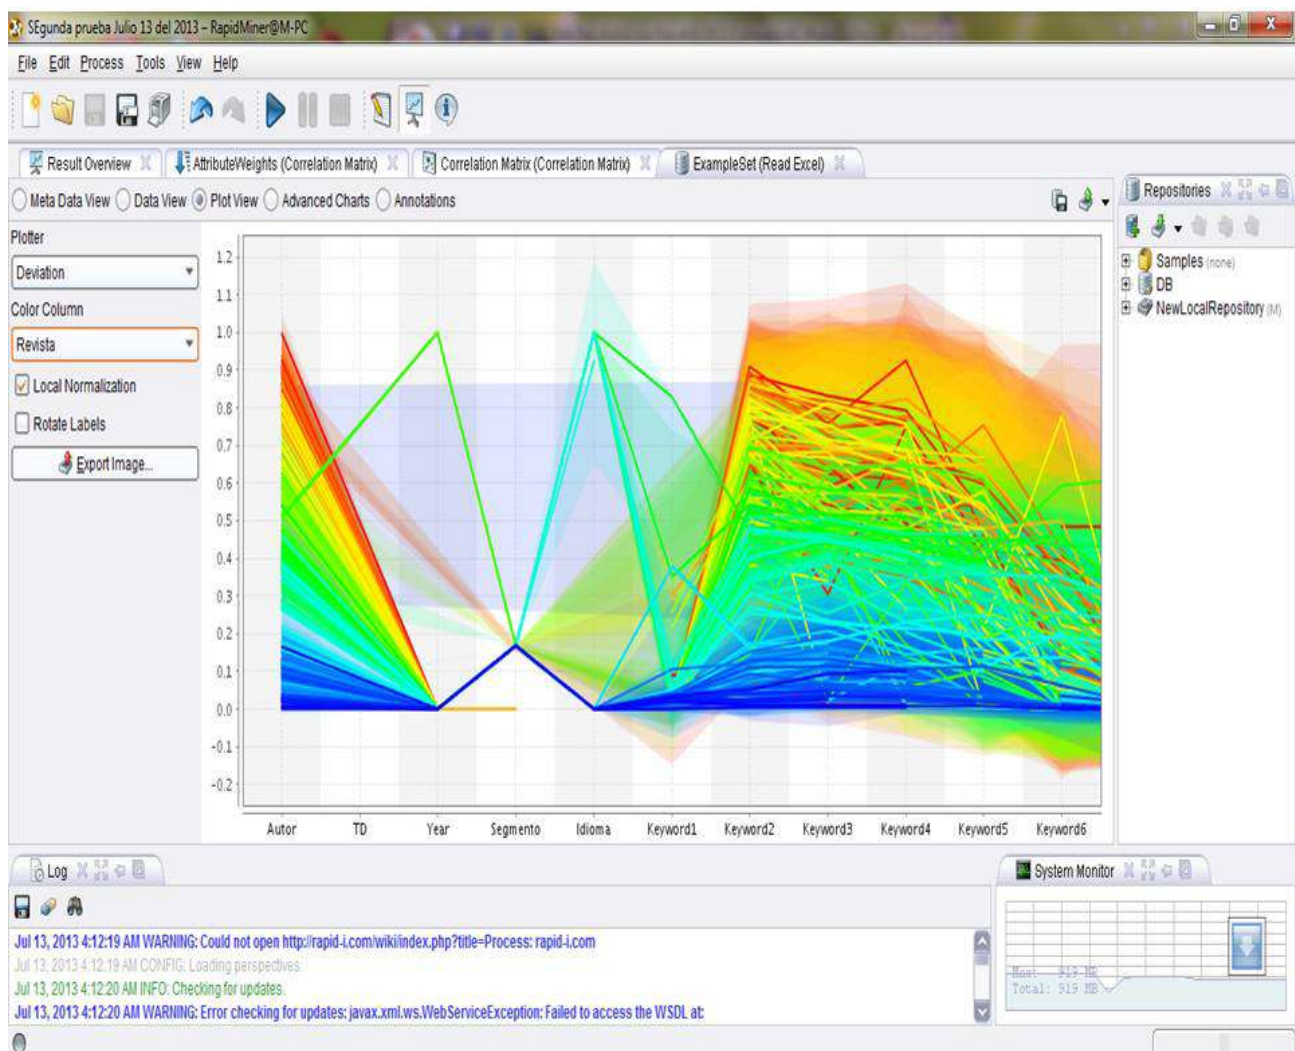 SEgunda prueba Julio 13 del 2013 – RapidMiner@M-PC
File Edit Process Tools View Help
Result Overview
AttributeWeights (Correlation Matrix)
Correlation Matrix (Correlation Matrix)
ExampleSet (Read Excel)
Meta Data View Data View Plot View Advanced Charts Annotations
Plotter
Deviation
Color Column
Revista
Local Normalization
Rotate Labels
Export Image...
1.2
1.1
1.0
0.9
0.8
0.7
0.6
0.5
0.4
0.3
0.2
0.1
0.0
-0.1
-0.2
Autor TD Year Segmento Idioma Keyword1 Keyword2 Keyword3 Keyword4 Keyword5 Keyword6
Repositories
Samples (none)
DB
NewLocalRepository (M)
Log
Jul 13, 2013 4:12:19 AM WARNING: Could not open http://rapid-i.com/wiki/index.php?title=Process: rapid-i.com
Jul 13, 2013 4:12:19 AM CONFIG: Loading perspectives.
Jul 13, 2013 4:12:20 AM INFO: Checking for updates.
Jul 13, 2013 4:12:20 AM WARNING: Error checking for updates: javax.xml.ws.WebServiceException: Failed to access the WSDL at:
System Monitor
Max: 919 MB
Total: 919 MB